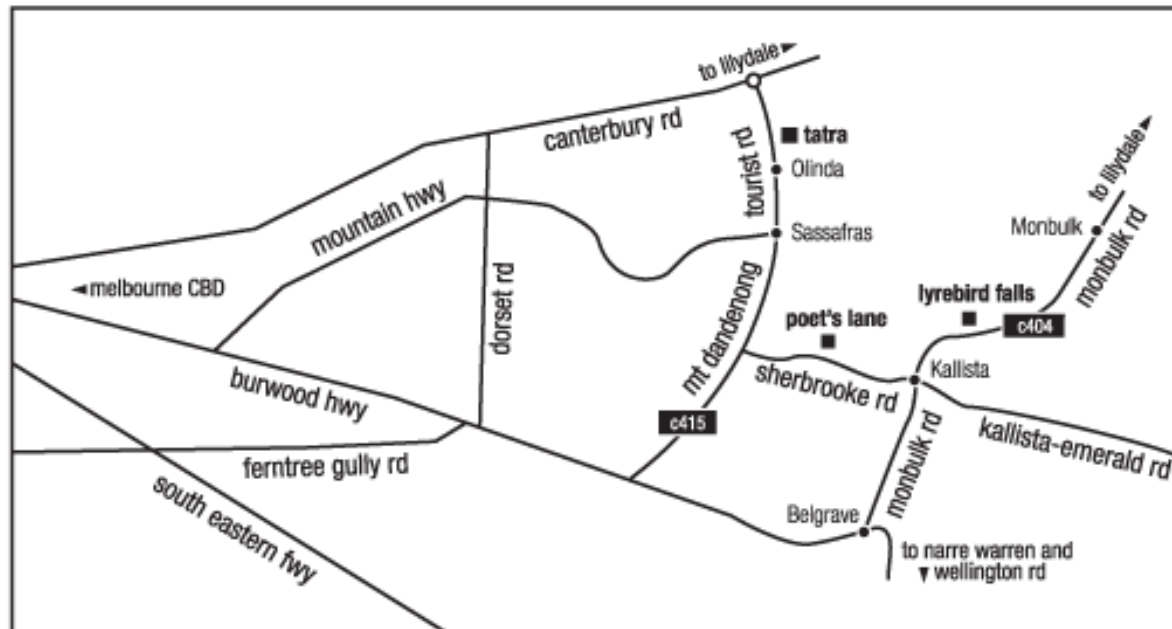 to lilydale
canterbury rd
tatra
to lilydale
mountain hwy
tourist rd
Olinda
Sassafras
Monbulk
monbulk rd
melbourne CBD
dorset rd
lyrebird falls
c404
poet's lane
mt dandenong
sherbrooke rd
Kallista
burwood hwy
c415
kallista-emerald rd
ferntree gully rd
monbulk rd
south eastern fwy
Belgrave
to narre warren and
wellington rd